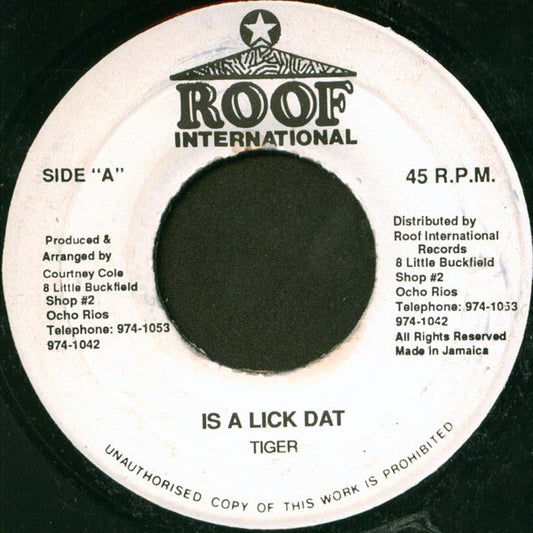 ROOF
INTERNATIONAL
SIDE "A"
45 R.P.M.
Produced &
Arranged by
Courtney Cole
8 Little Buckfield
Shop #2
Ocho Rios
Telephone: 974-1053
974-1042
Distributed by
Roof International
Records
8 Little Buckfield
Shop #2
Ocho Rios
Telephone: 974-1053
974-1042
All Rights Reserved
Made in Jamaica
IS A LICK DAT
TIGER
UNAUTHORISED COPY OF THIS WORK IS PROHIBITED